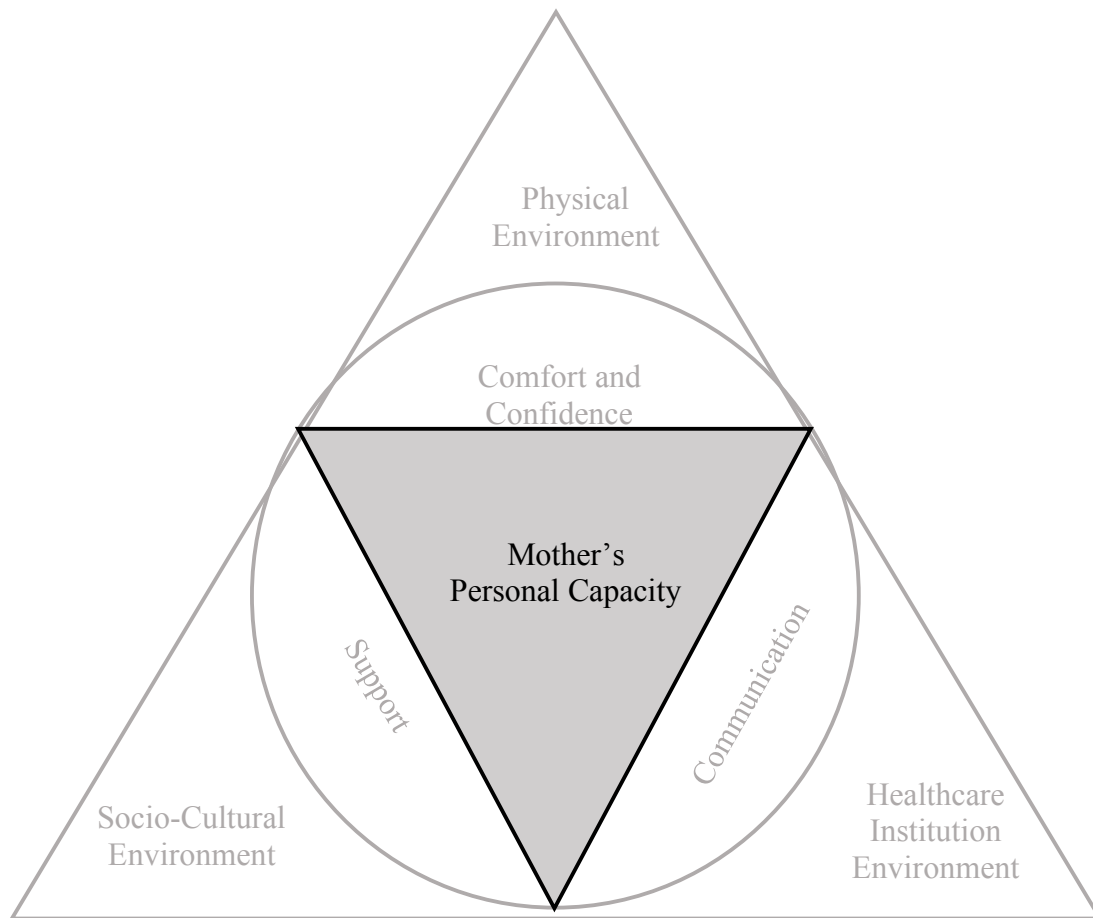 Physical
Environment
Comfort and
Confidence
Mother’s
Personal Capacity
Support
Communication
Socio-Cultural
Environment
Healthcare
Institution
Environment